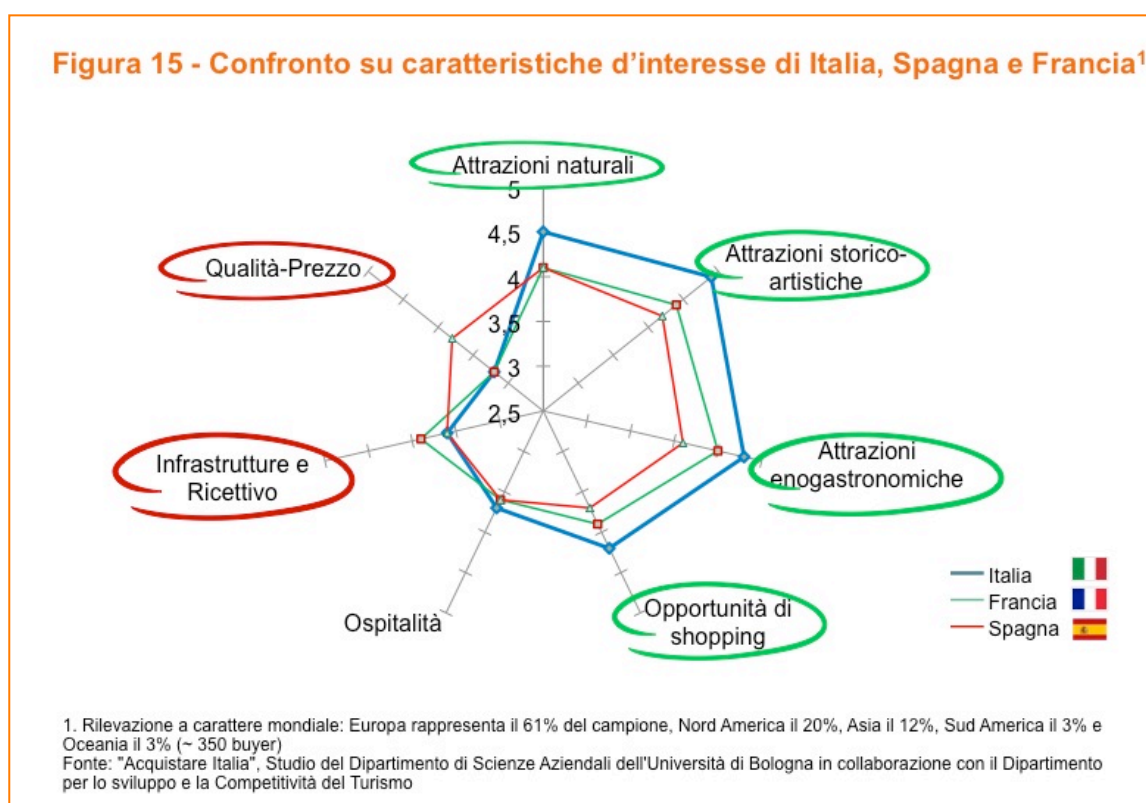 Figura 15 - Confronto su caratteristiche d’interesse di Italia, Spagna e Francia¹
Attrazioni naturali
5
4,5
4
3,5
3
2,5
Qualità-Prezzo
Attrazioni storico-
artistiche
Infrastrutture e
Ricettivo
Attrazioni
enogastronomiche
Ospitalità
Opportunità di
shopping
Italia
Francia
Spagna
1. Rilevazione a carattere mondiale: Europa rappresenta il 61% del campione, Nord America il 20%, Asia il 12%, Sud America il 3% e
Oceania il 3% (~ 350 buyer)
Fonte: "Acquistare Italia", Studio del Dipartimento di Scienze Aziendali dell'Università di Bologna in collaborazione con il Dipartimento
per lo sviluppo e la Competitività del Turismo